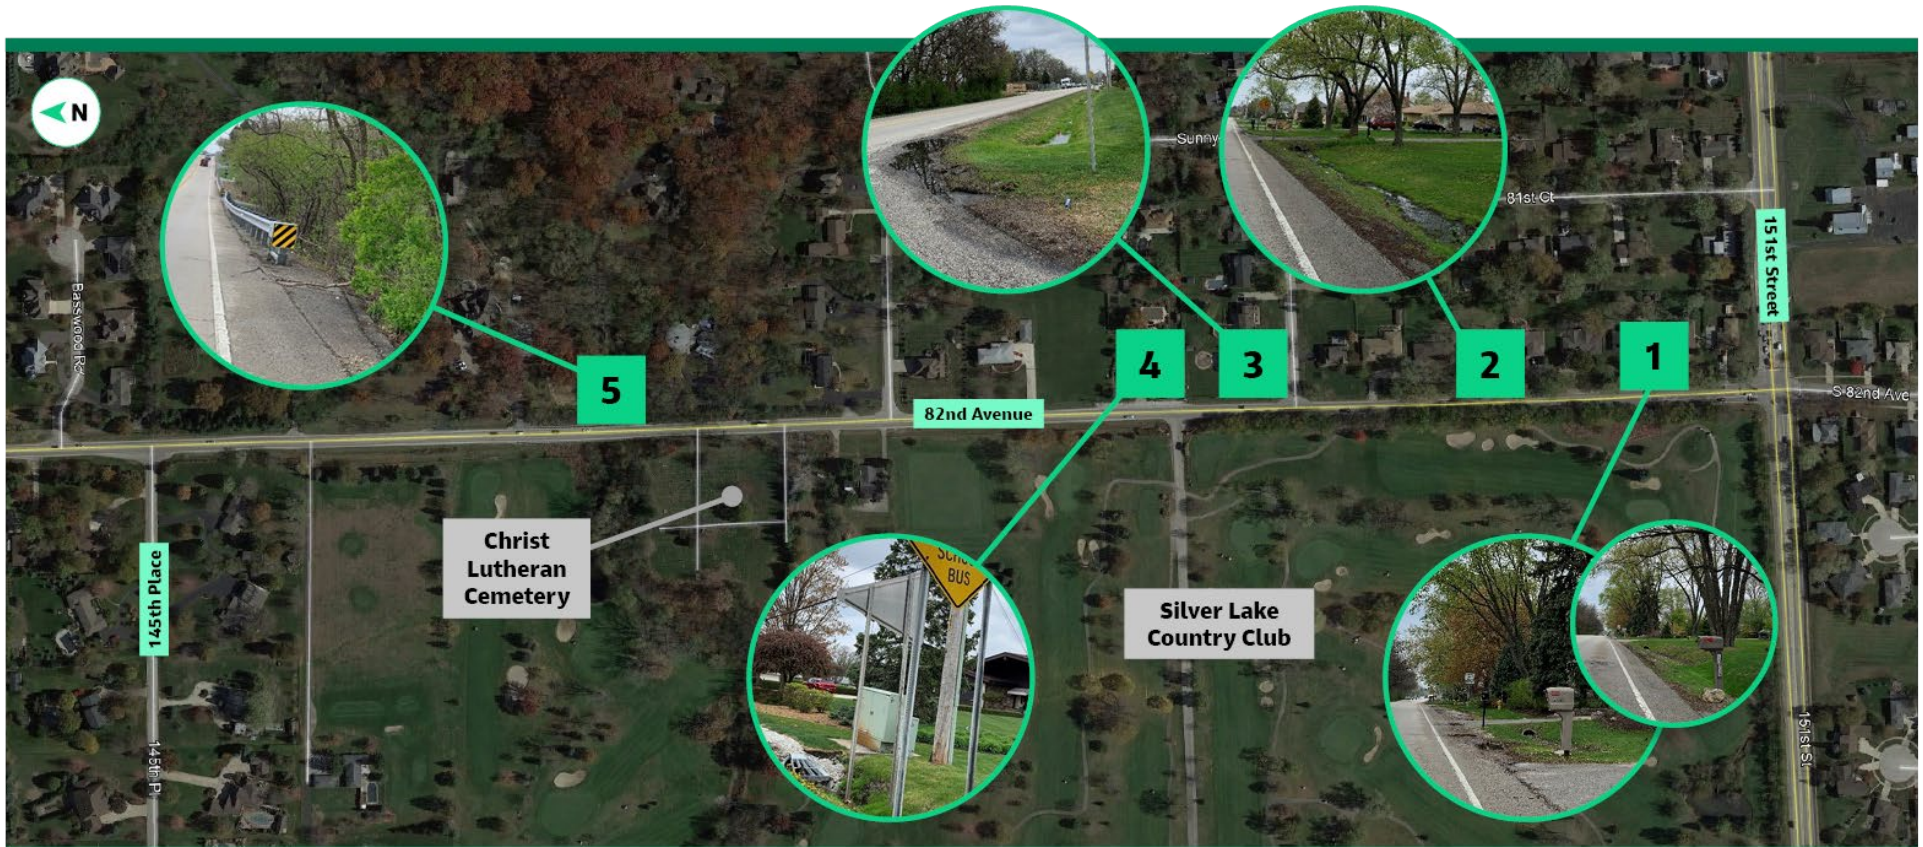 N
Sunny
81st Ct
151st Street
Basswood Rd
5
4
3
2
1
S 82nd Ave
82nd Avenue
Christ
Lutheran
Cemetery
145th Place
SCHOOL
BUS
Silver Lake
Country Club
145th Pl
151st St